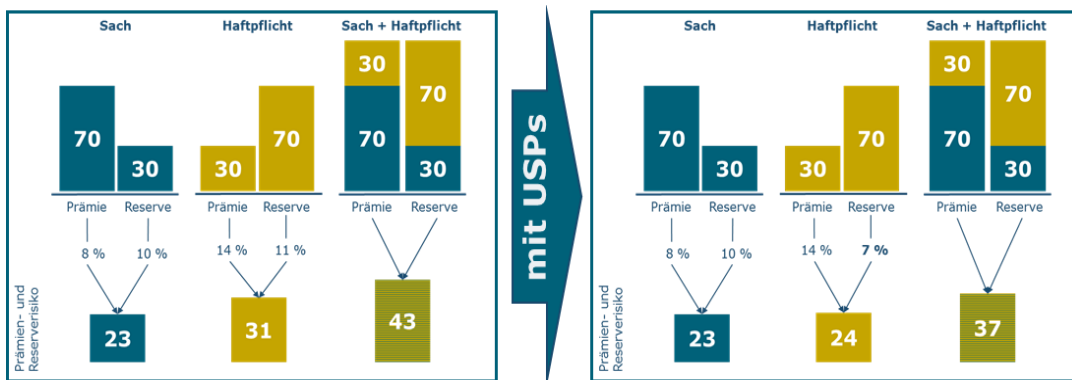 Sach Haftpflicht Sach + Haftpflicht
30
70
70
70
70
30
30
30
Prämie Reserve Prämie Reserve Prämie Reserve
8 % 10 % 14 % 11 %
23
31
43
Prämien- und
Reserverisiko
mit USPs
Sach Haftpflicht Sach + Haftpflicht
30
70
70
70
70
30
30
30
Prämie Reserve Prämie Reserve Prämie Reserve
8 % 10 % 14 % 7 %
23
24
37
Prämien- und
Reserverisiko